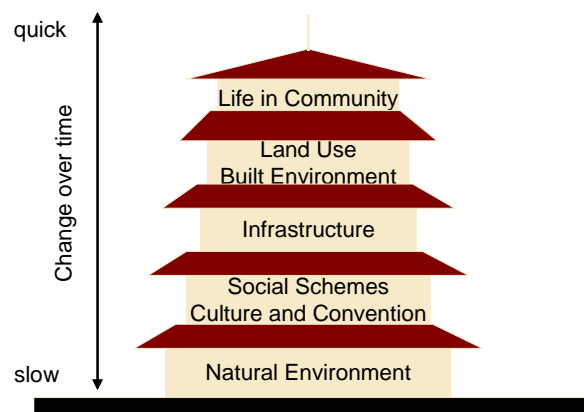 quick
Life in Community
Land Use
Built Environment
Infrastructure
Social Schemes
Culture and Convention
Natural Environment
slow
Change over time